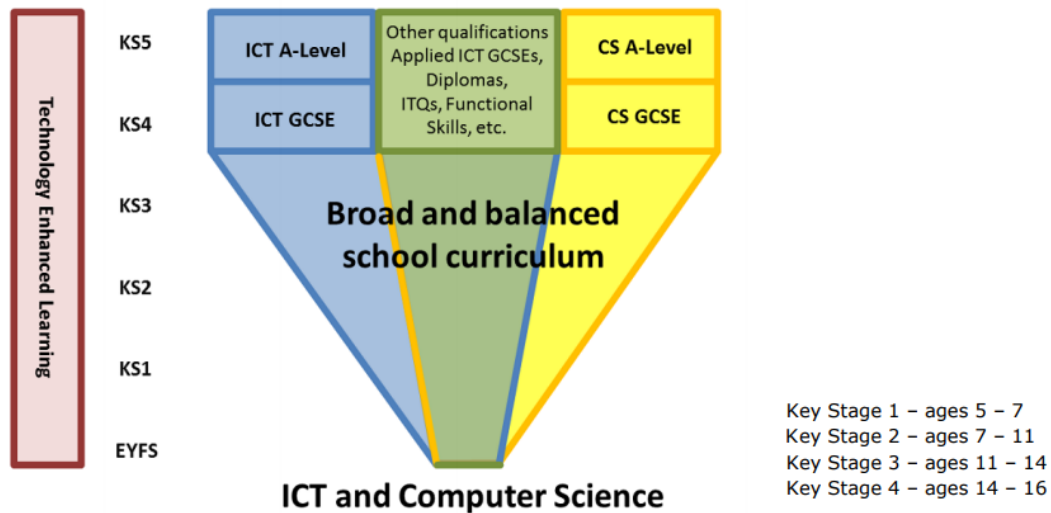 Technology Enhanced Learning
KS5
KS4
KS3
KS2
KS1
EYFS
ICT A-Level
ICT GCSE
Other qualifications
Applied ICT GCSEs,
Diplomas,
ITQs, Functional
Skills, etc.
CS A-Level
CS GCSE
Broad and balanced
school curriculum
ICT and Computer Science
Key Stage 1 – ages 5 – 7
Key Stage 2 – ages 7 – 11
Key Stage 3 – ages 11 – 14
Key Stage 4 – ages 14 – 16